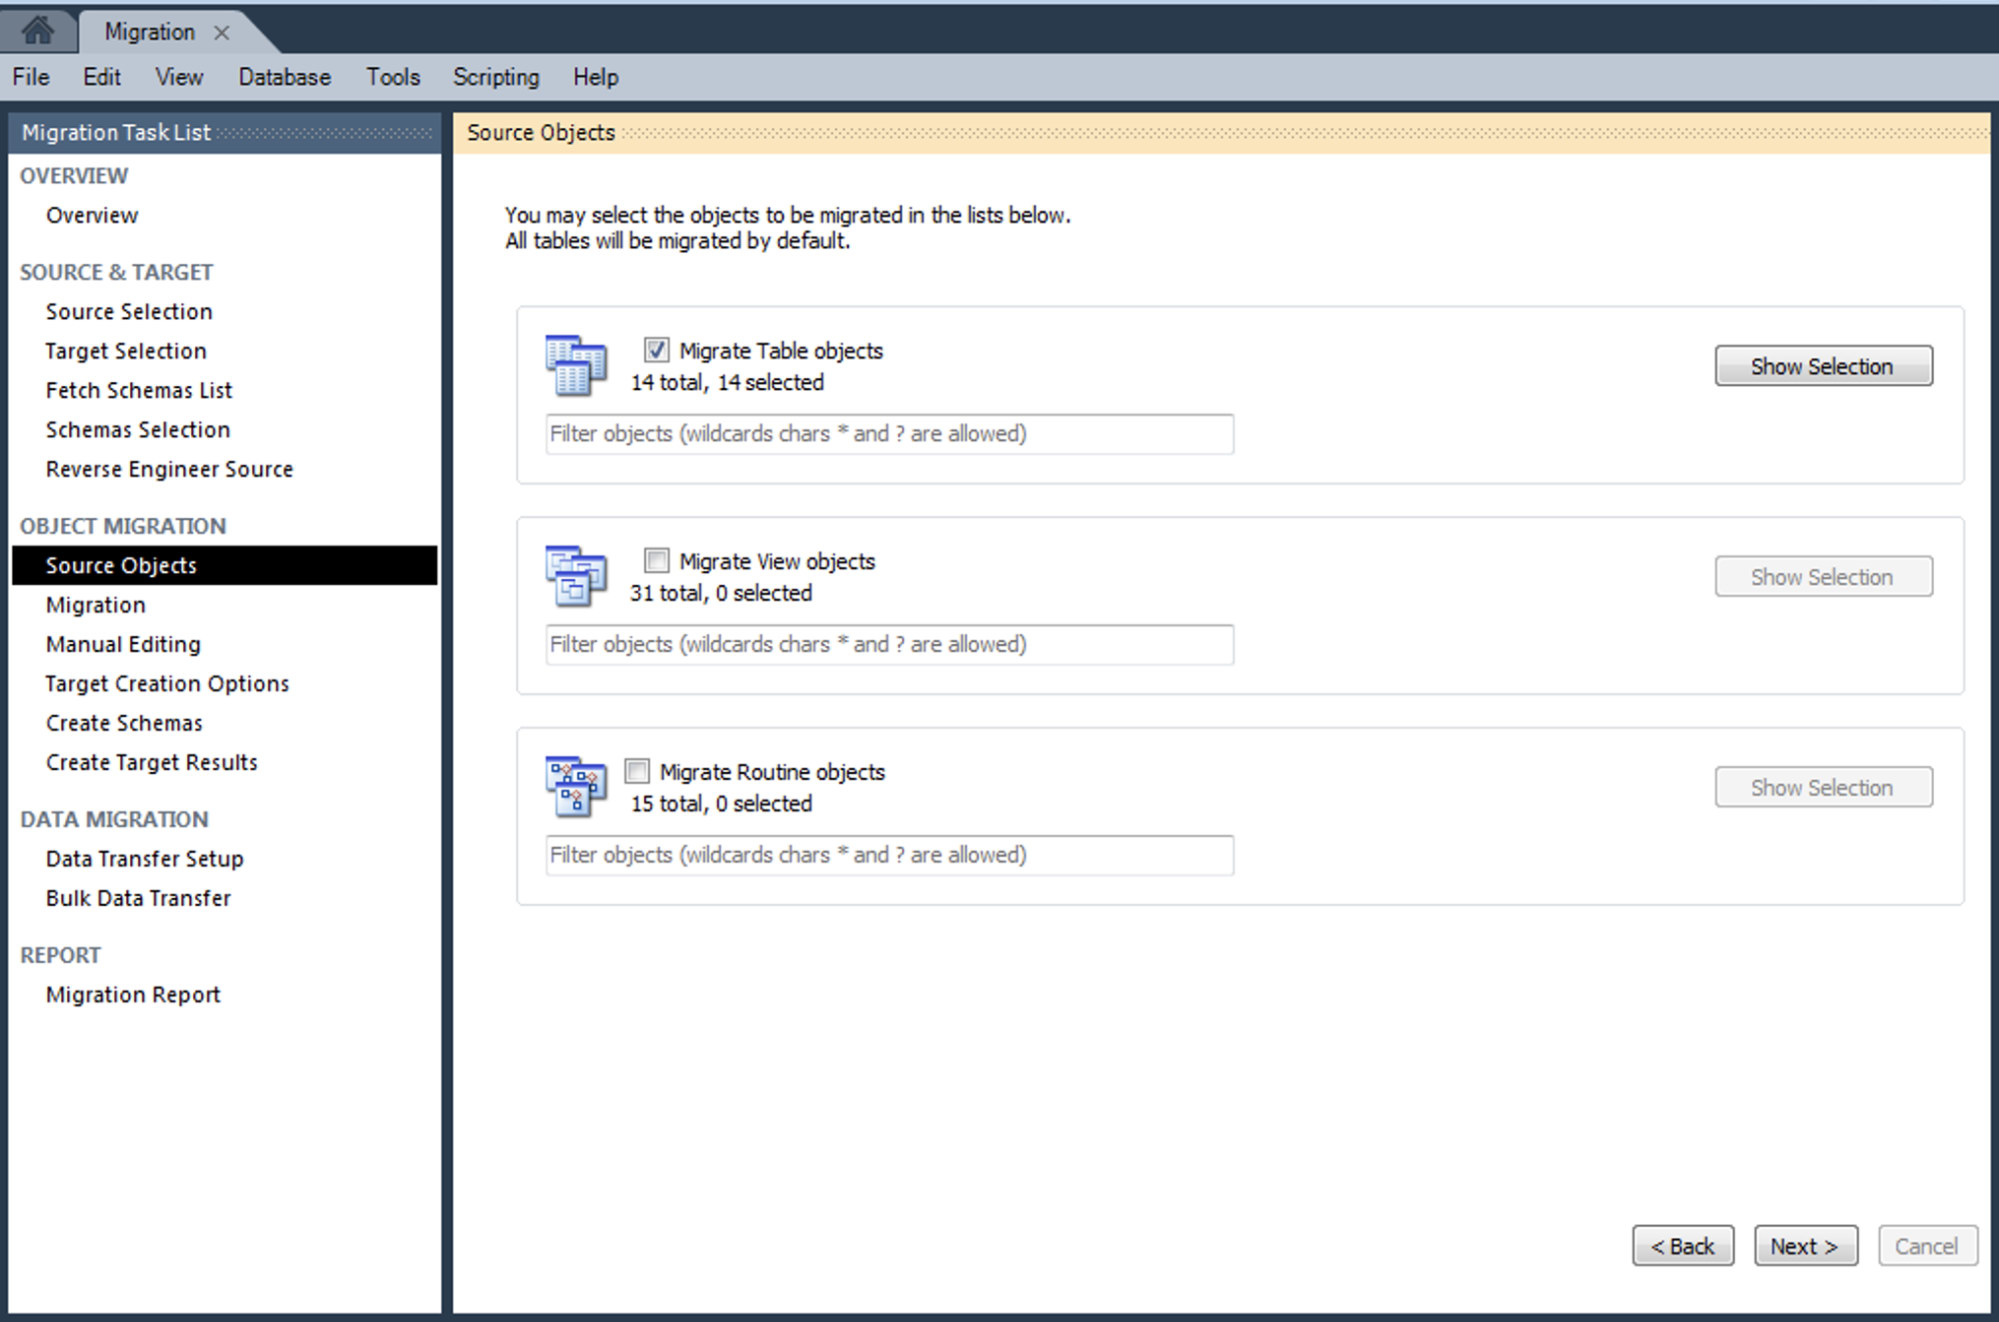 Migration
File Edit View Database Tools Scripting Help
Migration Task List
OVERVIEW
Overview
SOURCE & TARGET
Source Selection
Target Selection
Fetch Schemas List
Schemas Selection
Reverse Engineer Source
OBJECT MIGRATION
Source Objects
Migration
Manual Editing
Target Creation Options
Create Schemas
Create Target Results
DATA MIGRATION
Data Transfer Setup
Bulk Data Transfer
REPORT
Migration Report
Source Objects
You may select the objects to be migrated in the lists below.
All tables will be migrated by default.
Migrate Table objects
14 total, 14 selected
Show Selection
Filter objects (wildcards chars * and ? are allowed)
Migrate View objects
31 total, 0 selected
Show Selection
Filter objects (wildcards chars * and ? are allowed)
Migrate Routine objects
15 total, 0 selected
Show Selection
Filter objects (wildcards chars * and ? are allowed)
< Back Next > Cancel